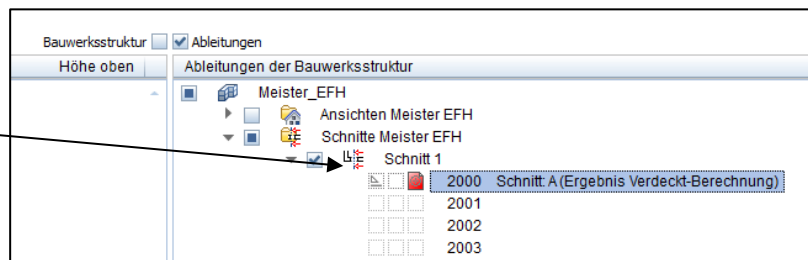 Bauwerksstruktur Ableitungen
Höhe oben Ableitungen der Bauwerksstruktur
Meister_EFH
Ansichten Meister EFH
Schnitte Meister EFH
Schnitt 1
2000 Schnitt: A (Ergebnis Verdeckt-Berechnung)
2001
2002
2003